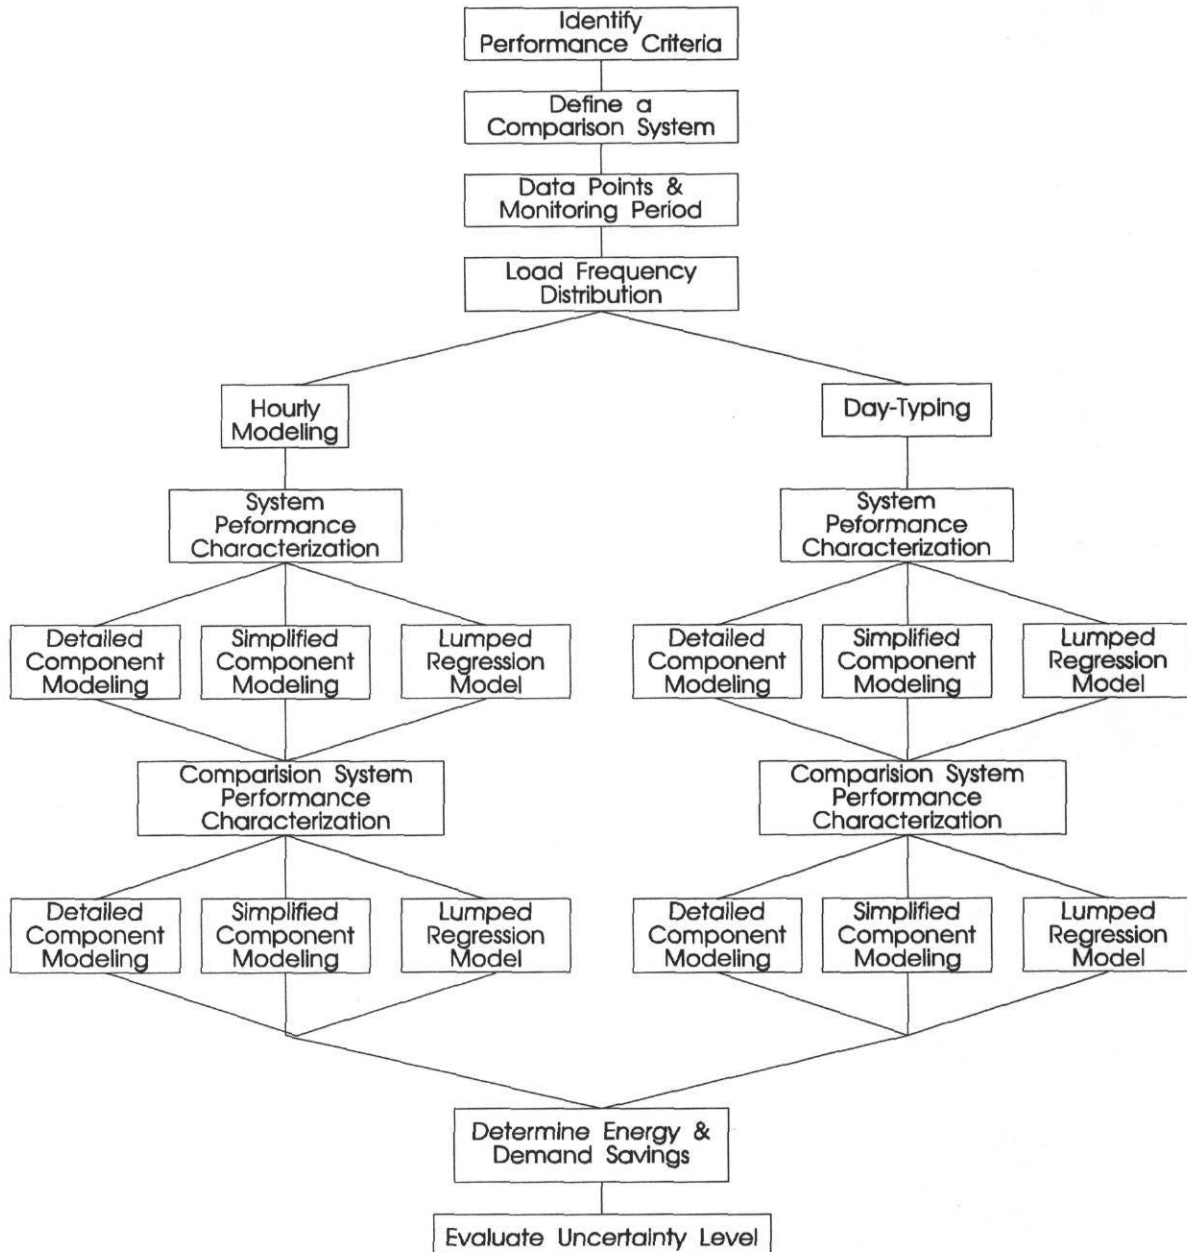 Identify
Performance Criteria
Define a
Comparison System
Data Points &
Monitoring Period
Load Frequency
Distribution
Hourly
Modeling
Day-Typing
System
Peformance
Characterization
System
Peformance
Characterization
Detailed
Component
Modeling
Simplified
Component
Modeling
Lumped
Regression
Model
Detailed
Component
Modeling
Simplified
Component
Modeling
Lumped
Regression
Model
Comparision System
Performance
Characterization
Comparision System
Performance
Characterization
Detailed
Component
Modeling
Simplified
Component
Modeling
Lumped
Regression
Model
Detailed
Component
Modeling
Simplified
Component
Modeling
Lumped
Regression
Model
Determine Energy &
Demand Savings
Evaluate Uncertainty Level